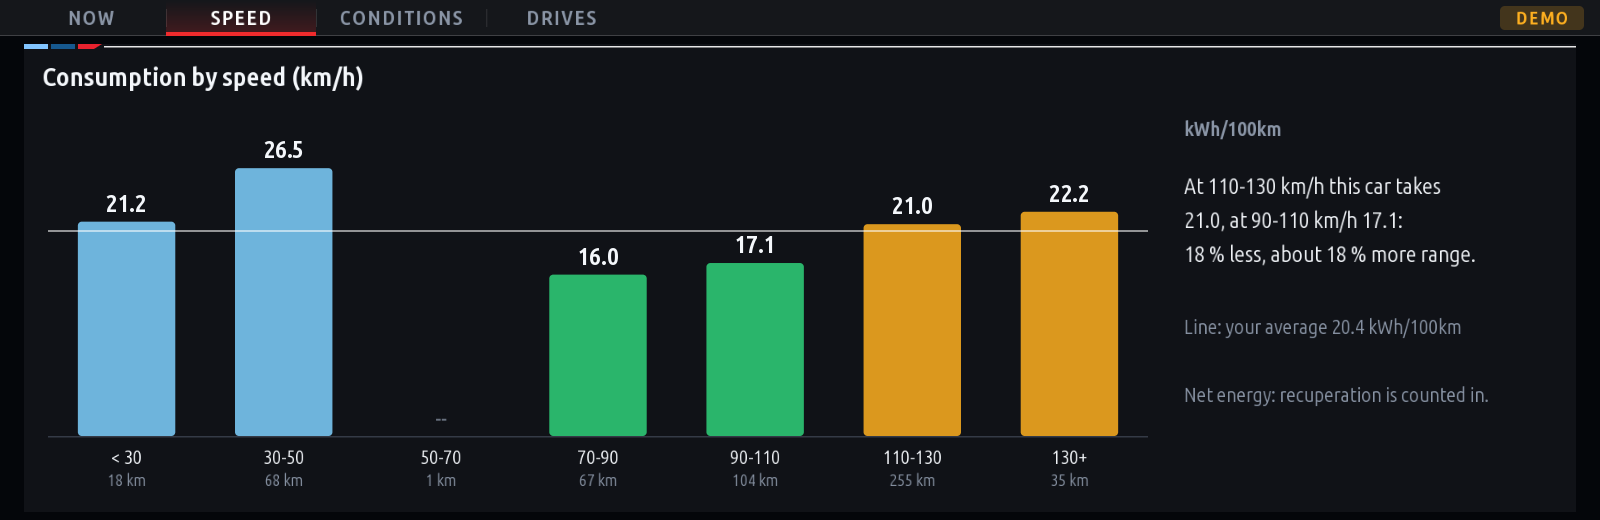 NOW
SPEED
CONDITIONS
DRIVES
DEMO
Consumption by speed (km/h)
kWh/100km
21.2
26.5
--
16.0
17.1
21.0
22.2
At 110-130 km/h this car takes
21.0, at 90-110 km/h 17.1:
18 % less, about 18 % more range.
Line: your average 20.4 kWh/100km
Net energy: recuperation is counted in.
< 30
30-50
50-70
70-90
90-110
110-130
130+
18 km
68 km
1 km
67 km
104 km
255 km
35 km